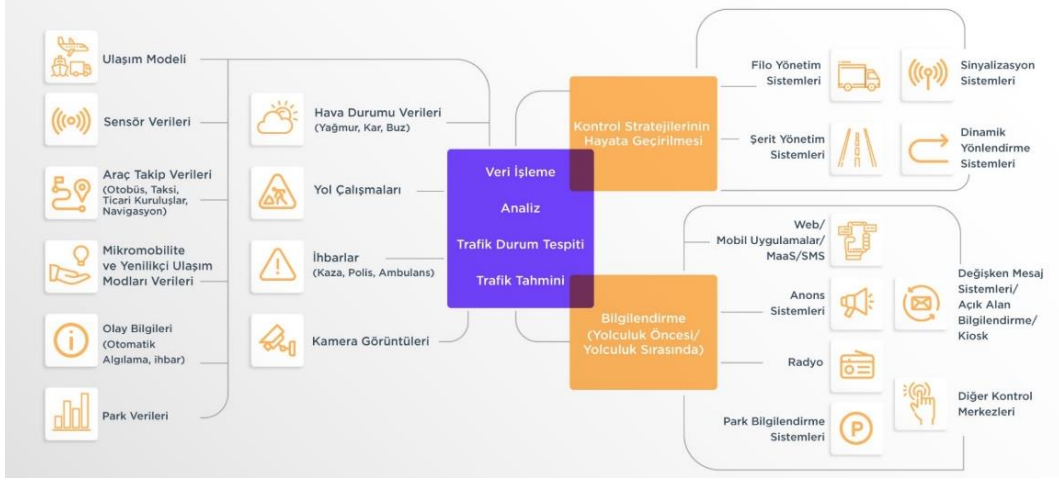 Ulaşım Modeli
Sensör Verileri
Araç Takip Verileri
(Otobüs, Taksi,
Ticari Kuruluşlar,
Navigasyon)
Mikromobilite
ve Yenilikçi Ulaşım
Modları Verileri
Olay Bilgileri
(Otomatik
Algılama, ihbar)
Park Verileri
Hava Durumu Verileri
(Yağmur, Kar, Buz)
Yol Çalışmaları
İhbarlar
(Kaza, Polis, Ambulans)
Kamera Görüntüleri
Veri İşleme
Analiz
Trafik Durum Tespiti
Trafik Tahmini
Kontrol Stratejilerinin
Hayata Geçirilmesi
Bilgilendirme
(Yolculuk Öncesi/
Yolculuk Sırasında)
Filo Yönetim
Sistemleri
Sinyalizasyon
Sistemleri
Şerit Yönetim
Sistemleri
Dinamik
Yönlendirme
Sistemleri
Web/
Mobil Uygulamalar/
MaaS/SMS
Anons
Sistemleri
Değişken Mesaj
Sistemleri/
Açık Alan
Bilgilendirme/
Kiosk
Radyo
Park Bilgilendirme
Sistemleri
P
Diğer Kontrol
Merkezleri